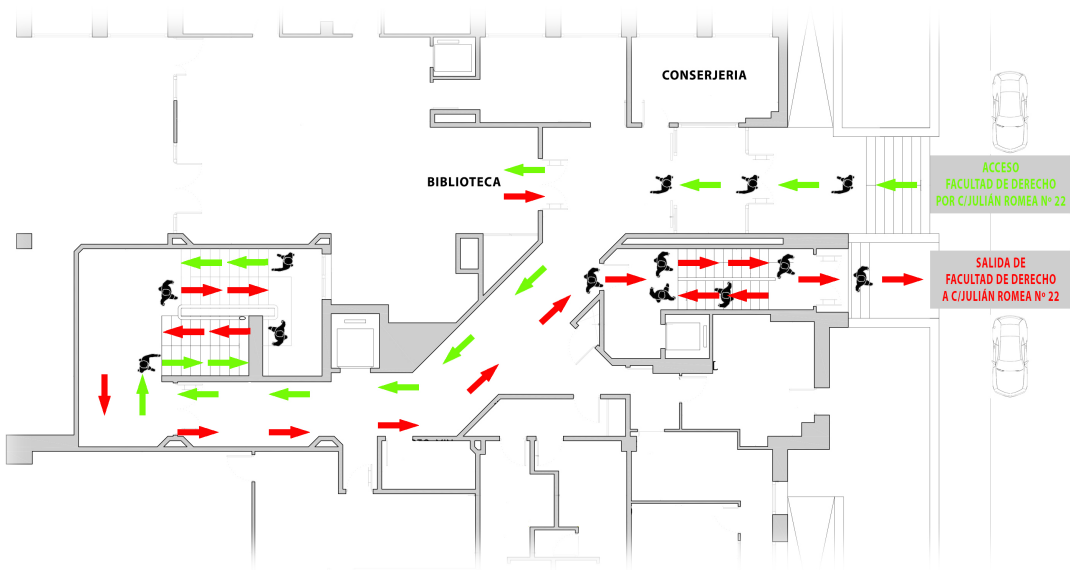 CONSERJERIA
BIBLIOTECA
ACCESO
FACULTAD DE DERECHO
POR C/JULIÁN ROMEA Nº 22
SALIDA DE
FACULTAD DE DERECHO
A C/JULIÁN ROMEA Nº 22